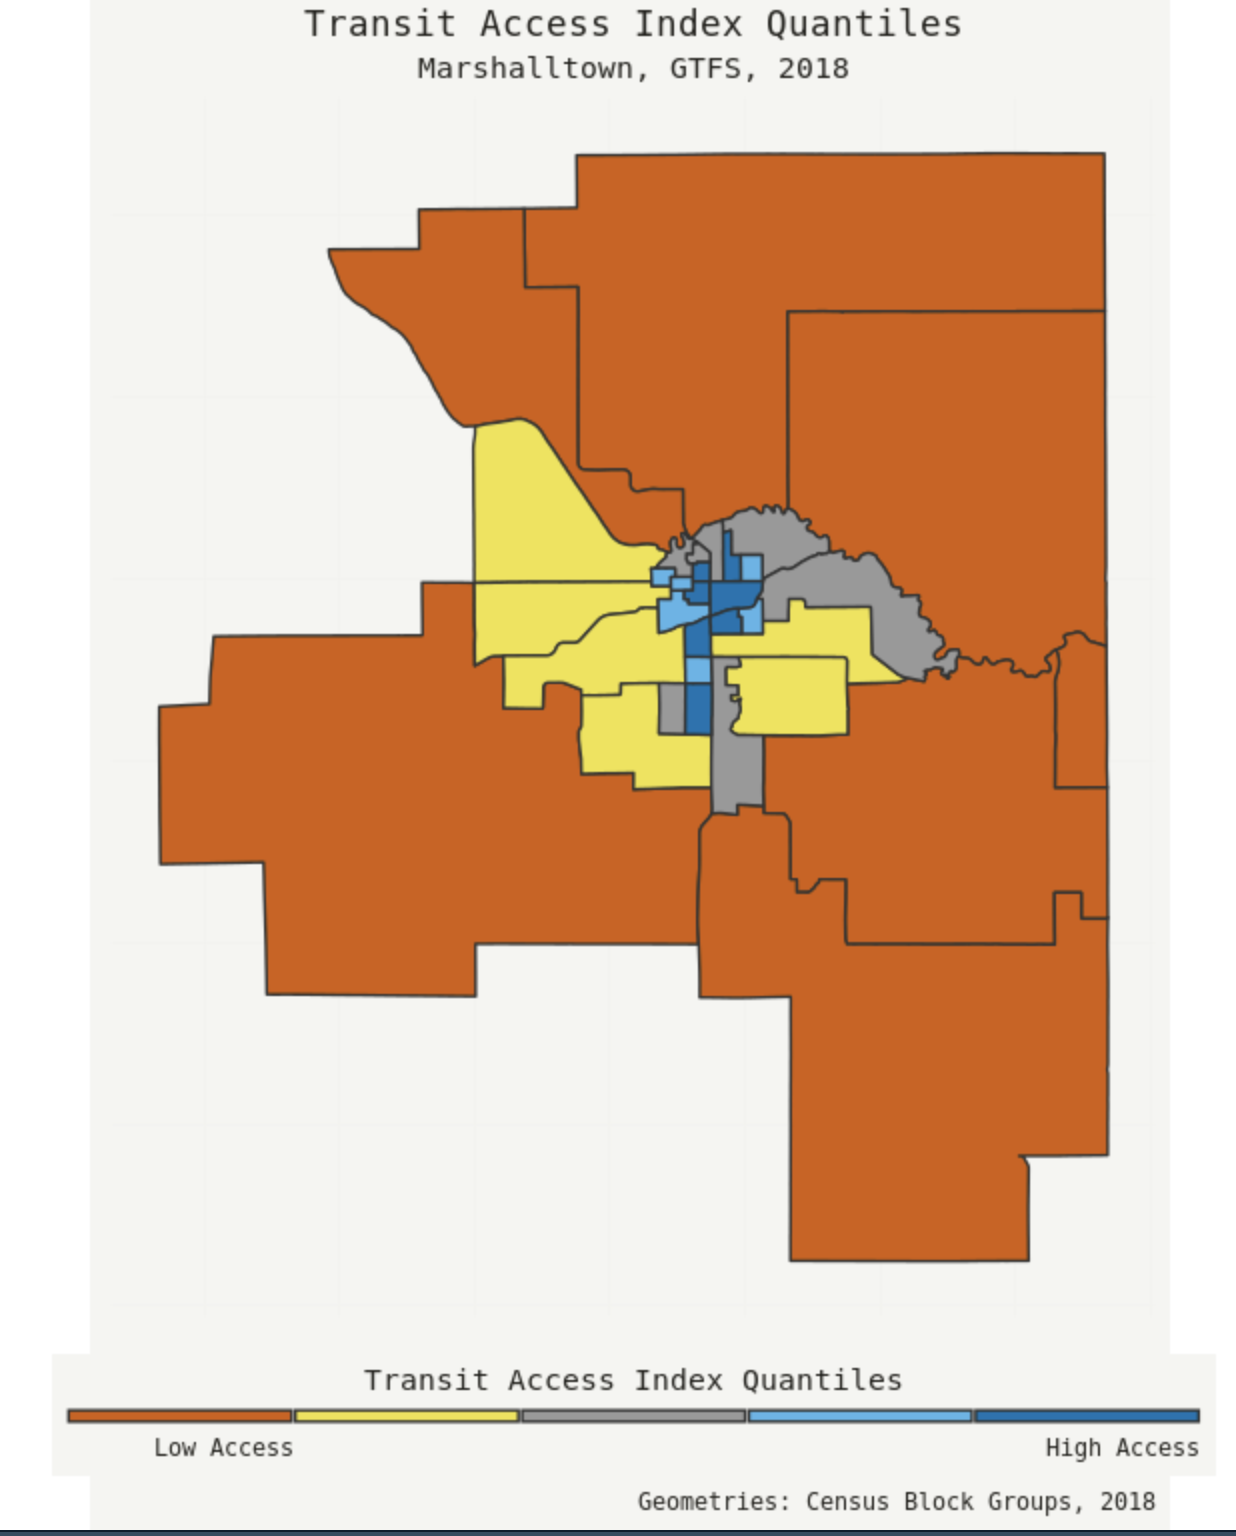 Transit Access Index Quantiles
Marshalltown, GTFS, 2018
Transit Access Index Quantiles
Low Access High Access
Geometries: Census Block Groups, 2018